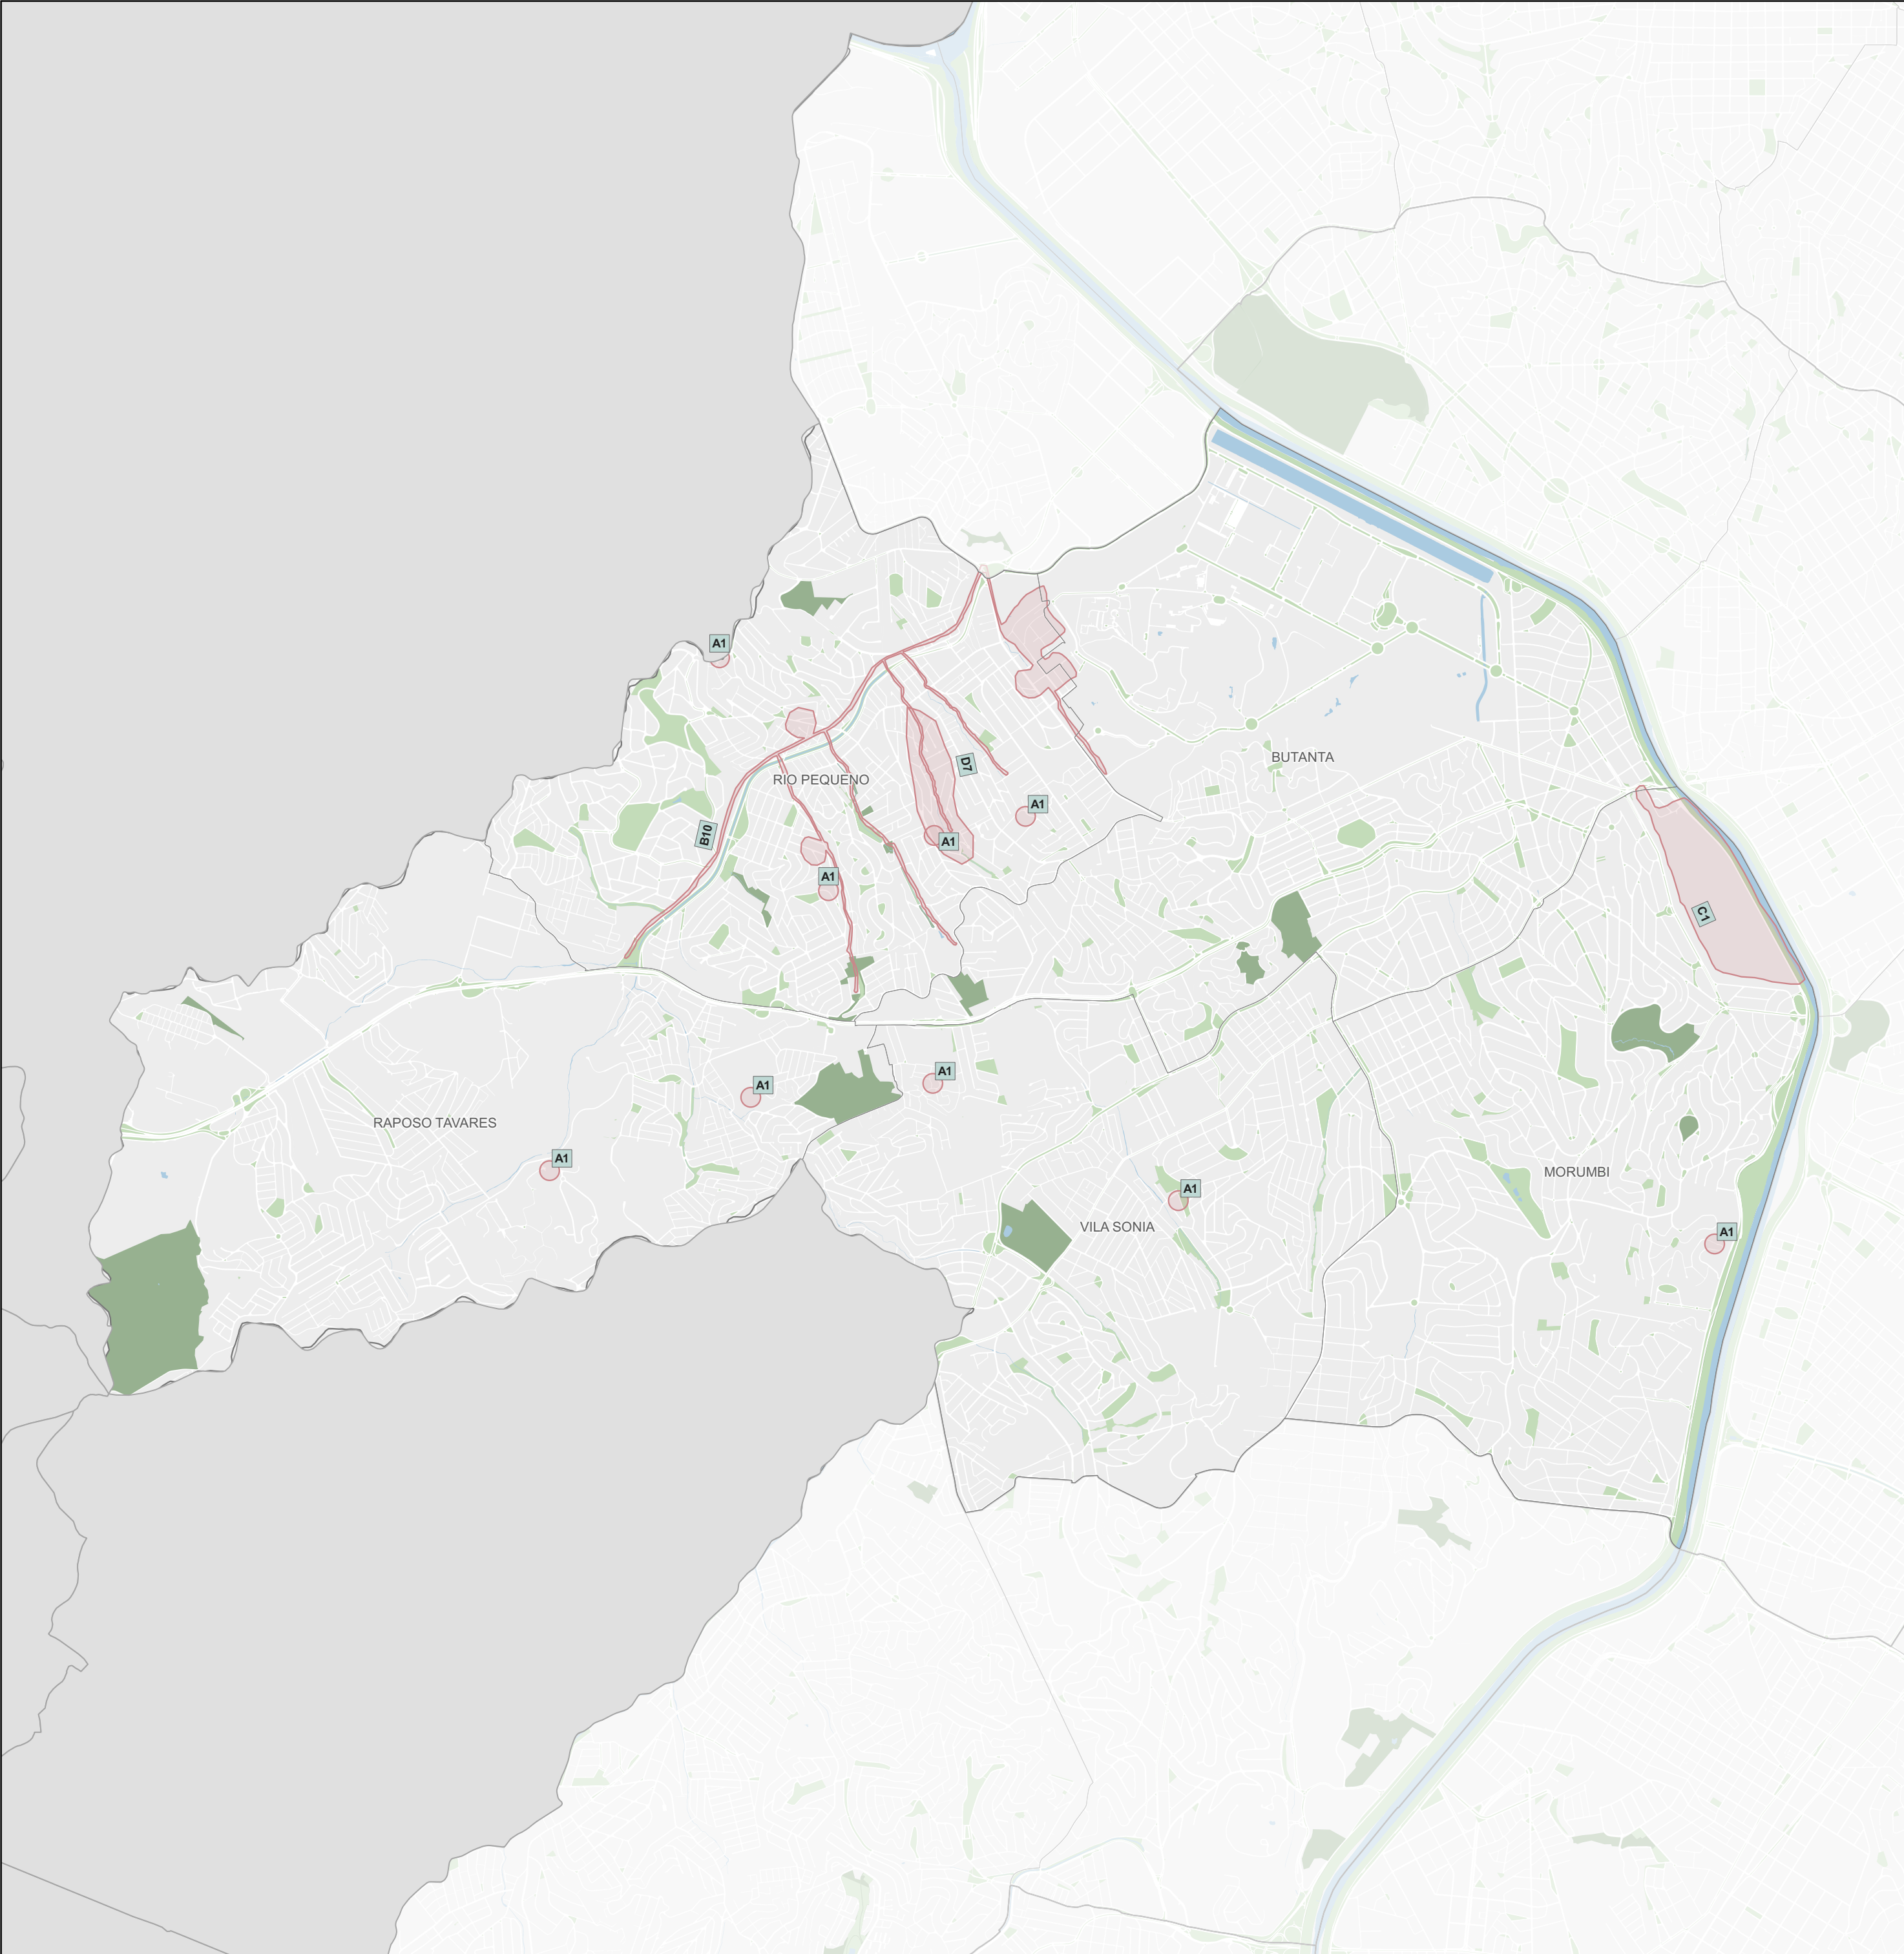 A1
BUTANTA
D7
RIO PEQUENO
A1
B10
A1
A1
C1
A1
A1
RAPOSO TAVARES
A1
MORUMBI
A1
VILA SONIA
A1